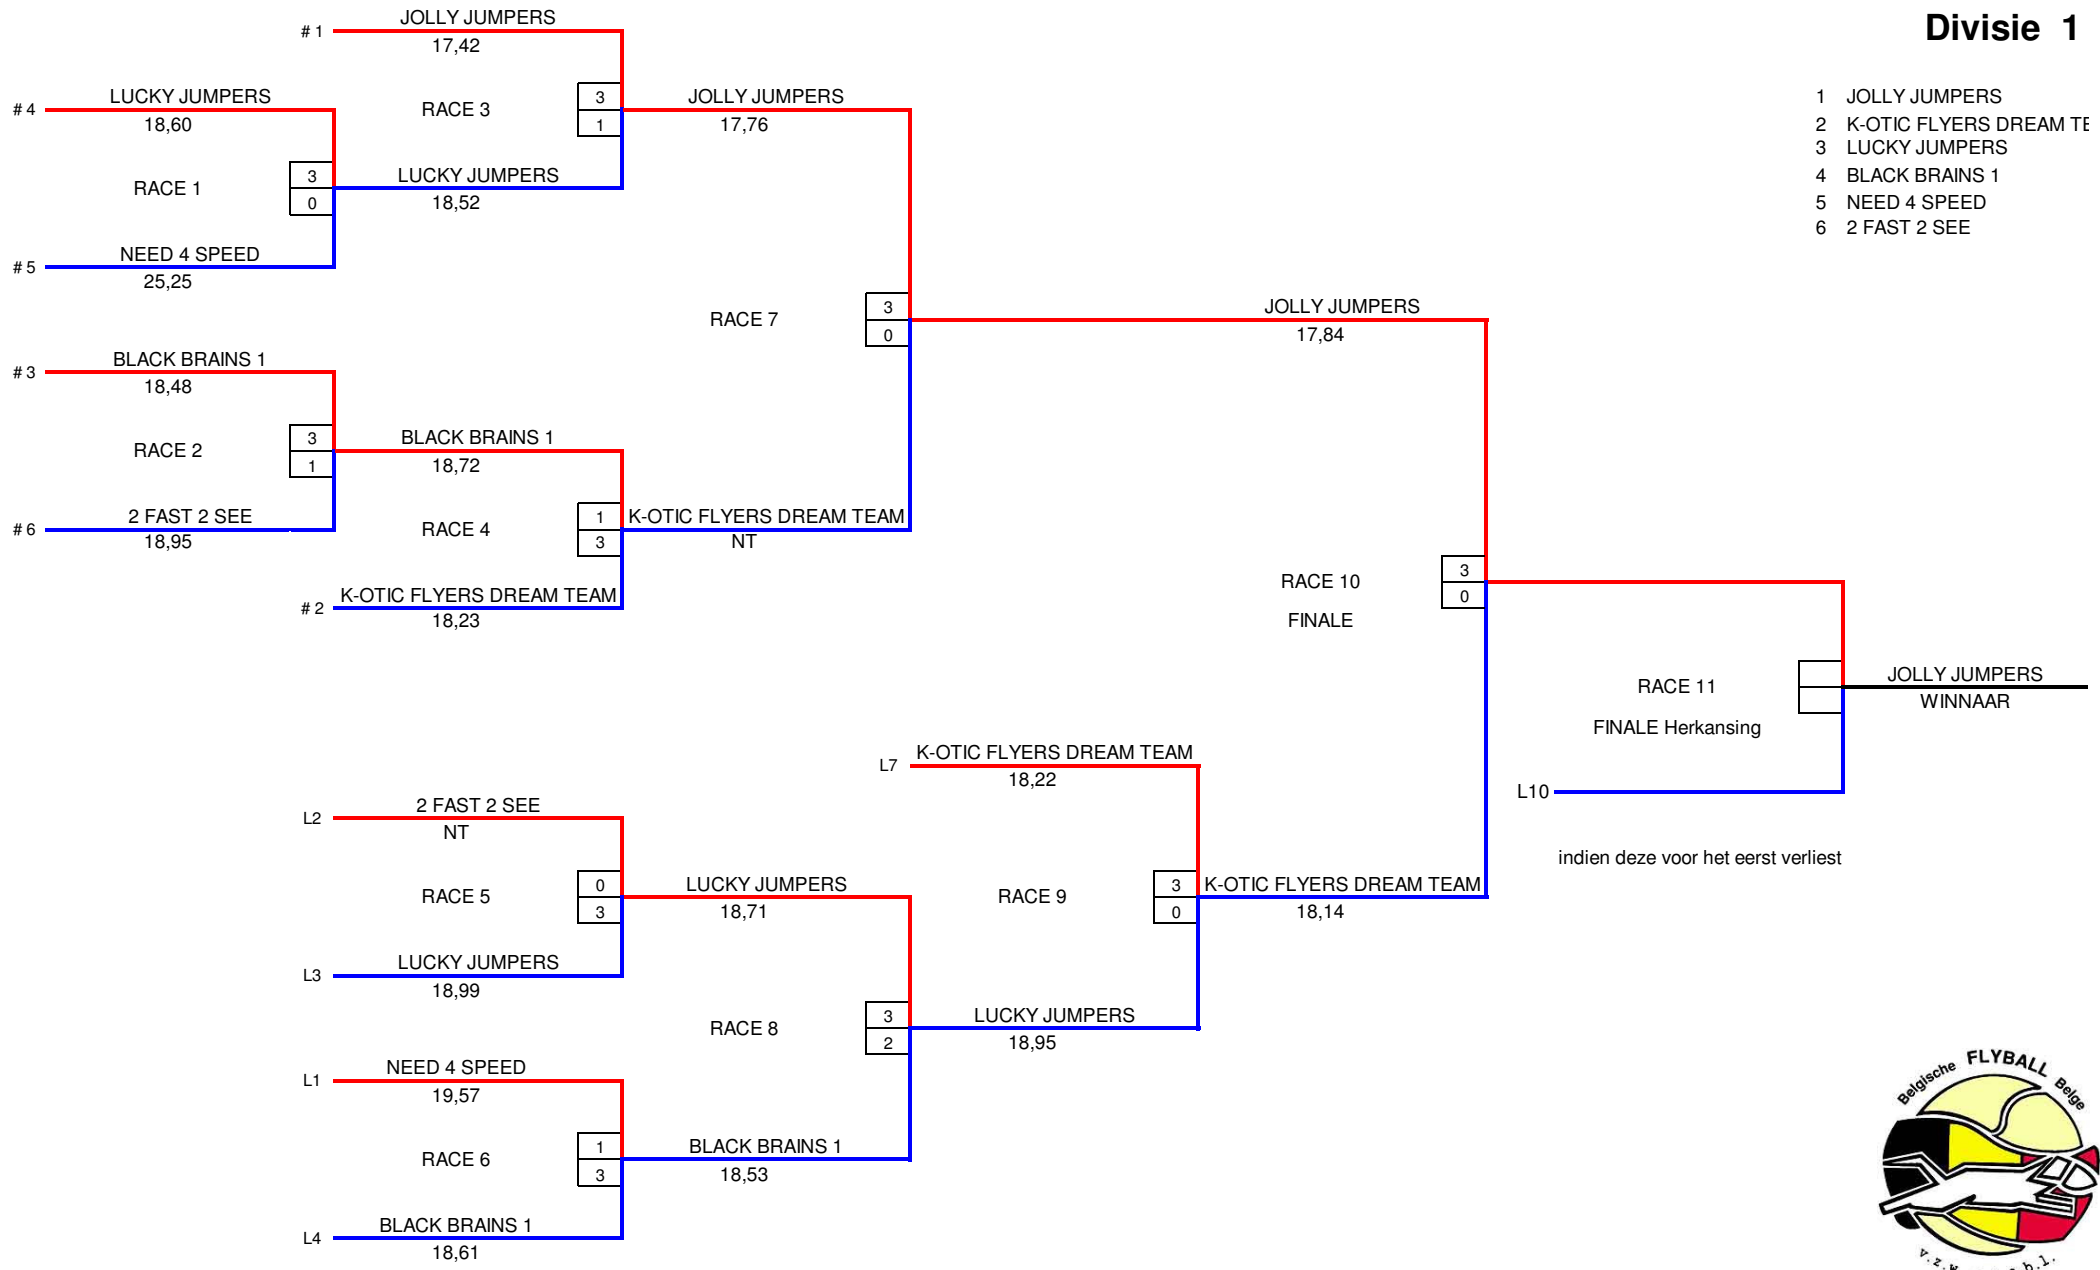 Divisie 1
1 JOLLY JUMPERS
2 K-OTIC FLYERS DREAM TE
3 LUCKY JUMPERS
4 BLACK BRAINS 1
5 NEED 4 SPEED
6 2 FAST 2 SEE
# 1
JOLLY JUMPERS
17,42
# 4
LUCKY JUMPERS
18,60
RACE 1
3
0
# 5
NEED 4 SPEED
25,25
RACE 3
3
1
LUCKY JUMPERS
18,52
JOLLY JUMPERS
17,76
# 3
BLACK BRAINS 1
18,48
RACE 2
3
1
# 6
2 FAST 2 SEE
18,95
BLACK BRAINS 1
18,72
RACE 4
1
3
# 2
K-OTIC FLYERS DREAM TEAM
18,23
K-OTIC FLYERS DREAM TEAM
NT
RACE 7
3
0
JOLLY JUMPERS
17,84
RACE 10
3
0
FINALE
RACE 11
FINALE Herkansing
JOLLY JUMPERS
WINNAAR
L10
indien deze voor het eerst verliest
L7
K-OTIC FLYERS DREAM TEAM
18,22
RACE 9
3
0
K-OTIC FLYERS DREAM TEAM
18,14
L2
2 FAST 2 SEE
NT
RACE 5
0
3
L3
LUCKY JUMPERS
18,99
LUCKY JUMPERS
18,71
RACE 8
3
2
LUCKY JUMPERS
18,95
L1
NEED 4 SPEED
19,57
RACE 6
1
3
L4
BLACK BRAINS 1
18,61
BLACK BRAINS 1
18,53
Belgische FLYBALL Belge
v.z.w.